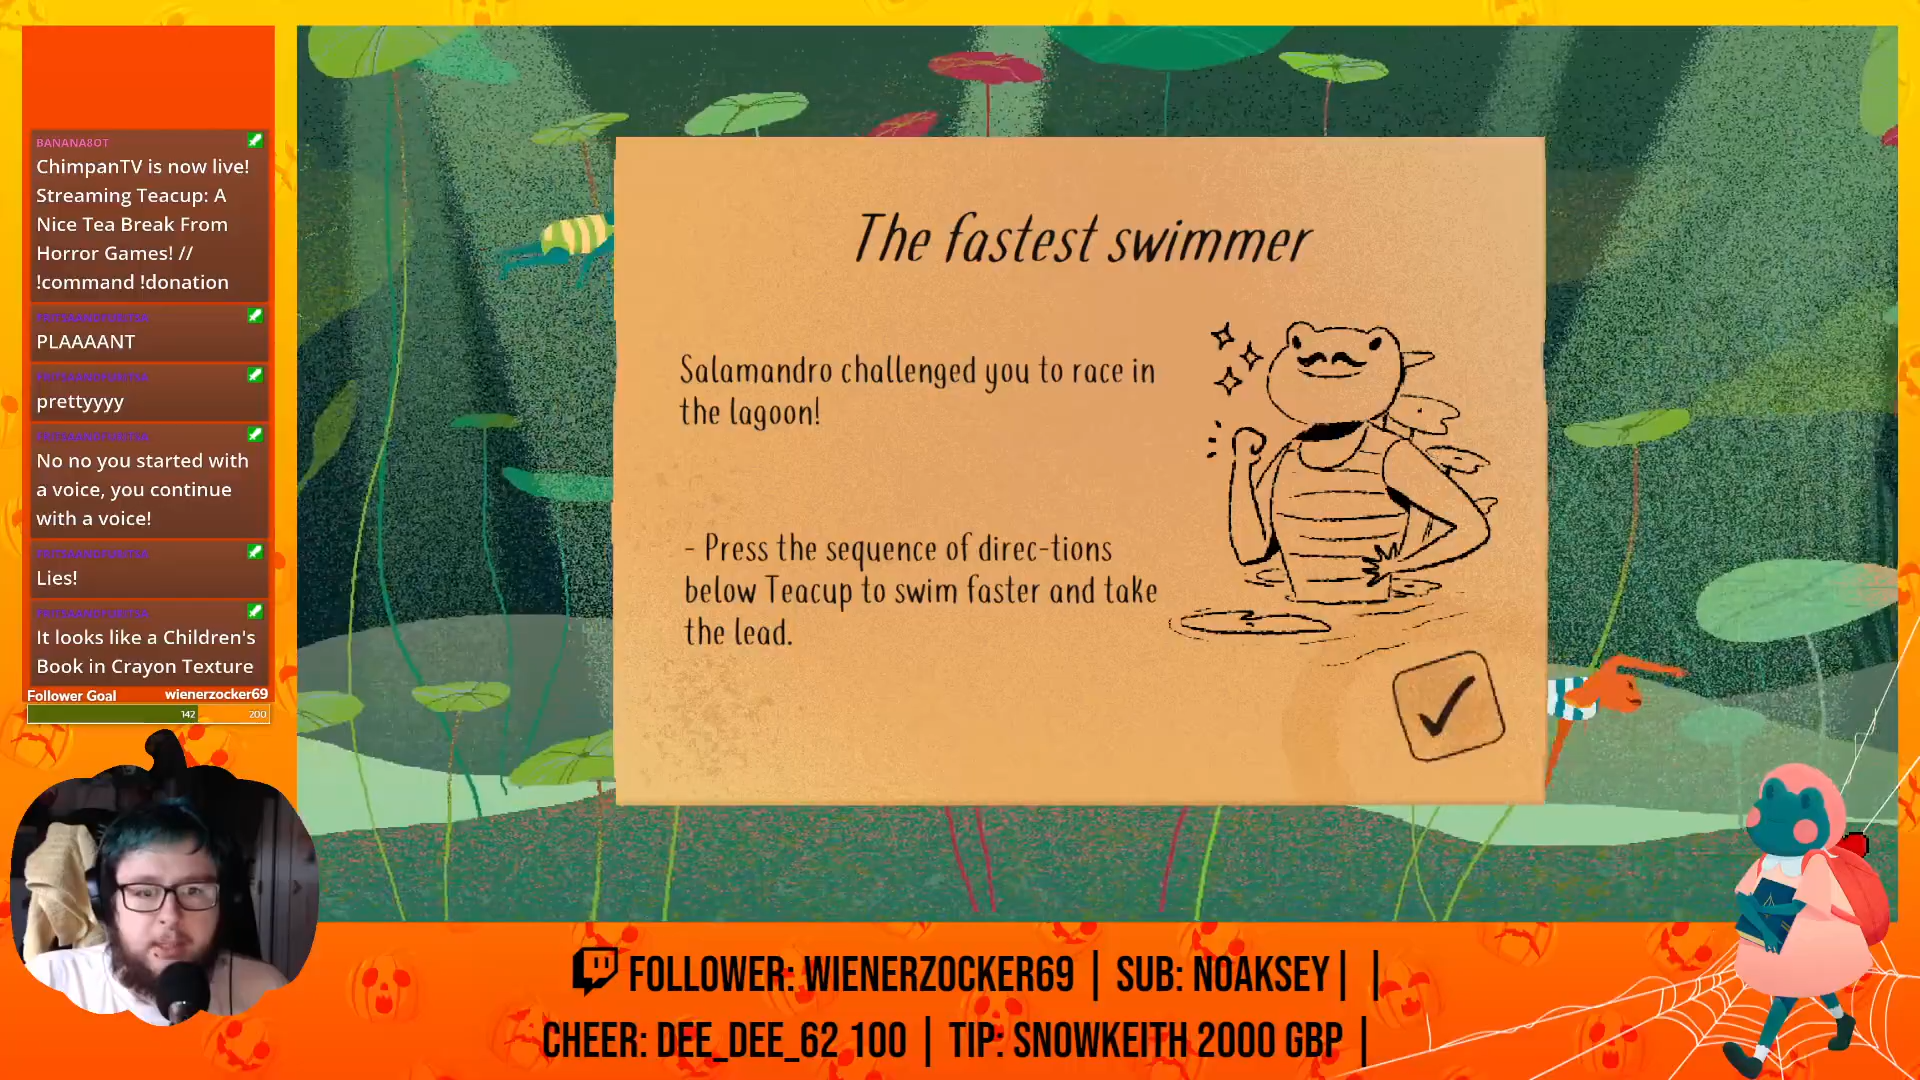 BANANA8OT
ChimpanTV is now live!
Streaming Teacup: A
Nice Tea Break From
Horror Games! //
!command !donation
PLAAAANT
prettyyyy
No no you started with
a voice, you continue
with a voice!
Lies!
It looks like a Children's
Book in Crayon Texture
Follower Goal wienerzocker69
142 200
The fastest swimmer
Salamandro challenged you to race in
the lagoon!
- Press the sequence of direc-tions
below Teacup to swim faster and take
the lead.
FOLLOWER: WIENERZOCKER69 | SUB: NOAKSEY| |
CHEER: DEE_DEE_62 100 | TIP: SNOWKEITH 2000 GBP |